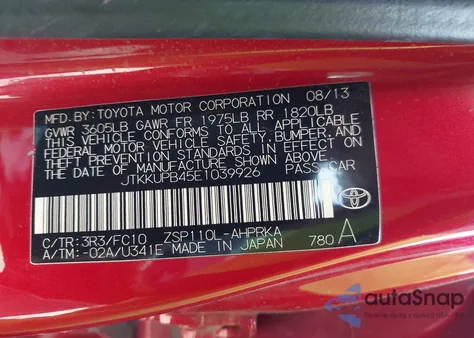 MFD.BY:TOYOTA MOTOR CORPORATION 08/13
GVWR 3605LB GAWR FR 1975LB RR 1820LB
THIS VEHICLE CONFORMS TO ALL APPLICABLE
FEDERAL MOTOR VEHICLE SAFETY,BUMPER,AND
THEFT PREVENTION STANDARDS IN EFFECT ON
THE DATE OF MANUFACTURE SHOWN ABOVE.
JTKKUPB45E1039926 PASS.CAR
C/TR:3R3/FC10 ZSP110L-AHPRKA
A/TM:-02A/U341E MADE IN JAPAN 780 A
TOYOTA
autoSnap